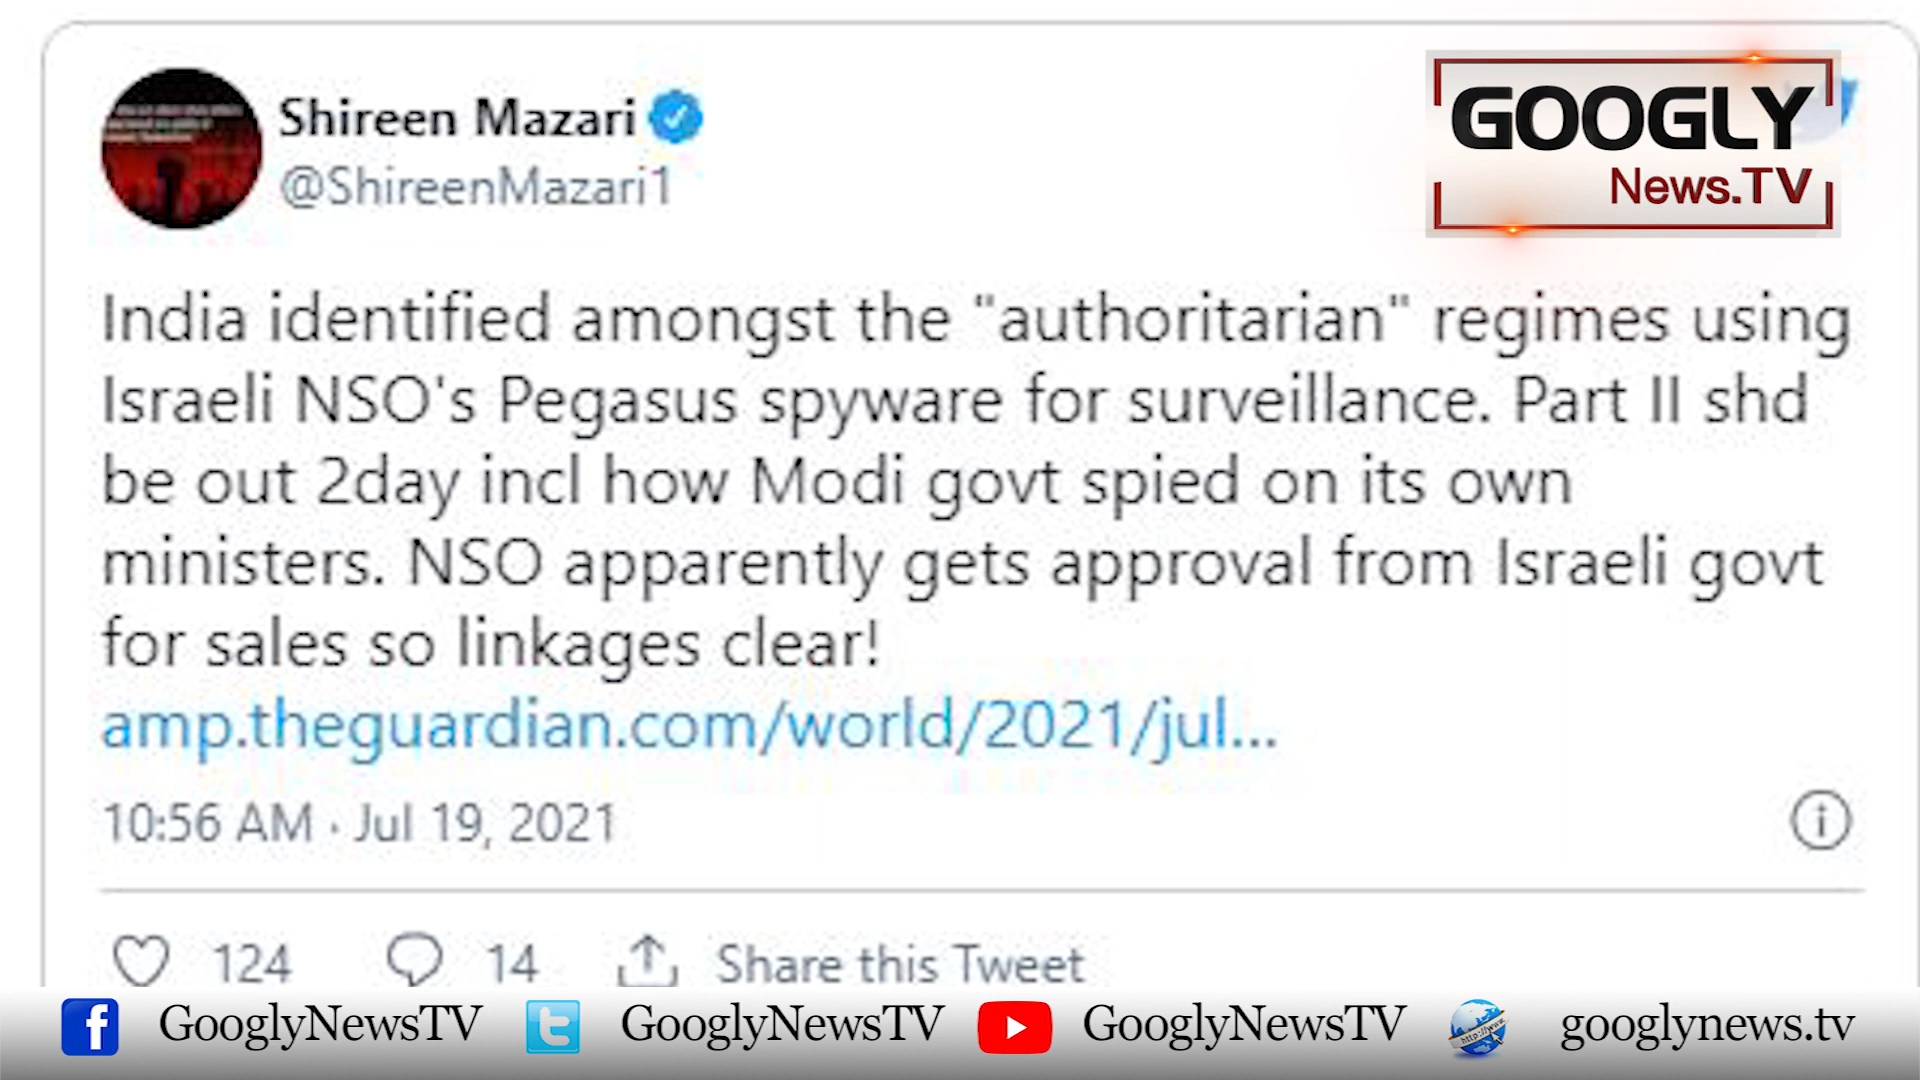 Shireen Mazari
@ShireenMazari1
GOOGLY
News.TV
India identified amongst the "authoritarian" regimes using
Israeli NSO's Pegasus spyware for surveillance. Part II shd
be out 2day incl how Modi govt spied on its own
ministers. NSO apparently gets approval from Israeli govt
for sales so linkages clear!
amp.theguardian.com/world/2021/jul...
10:56 AM · Jul 19, 2021
124 14 Share this Tweet
GooglyNewsTV GooglyNewsTV GooglyNewsTV googlynews.tv